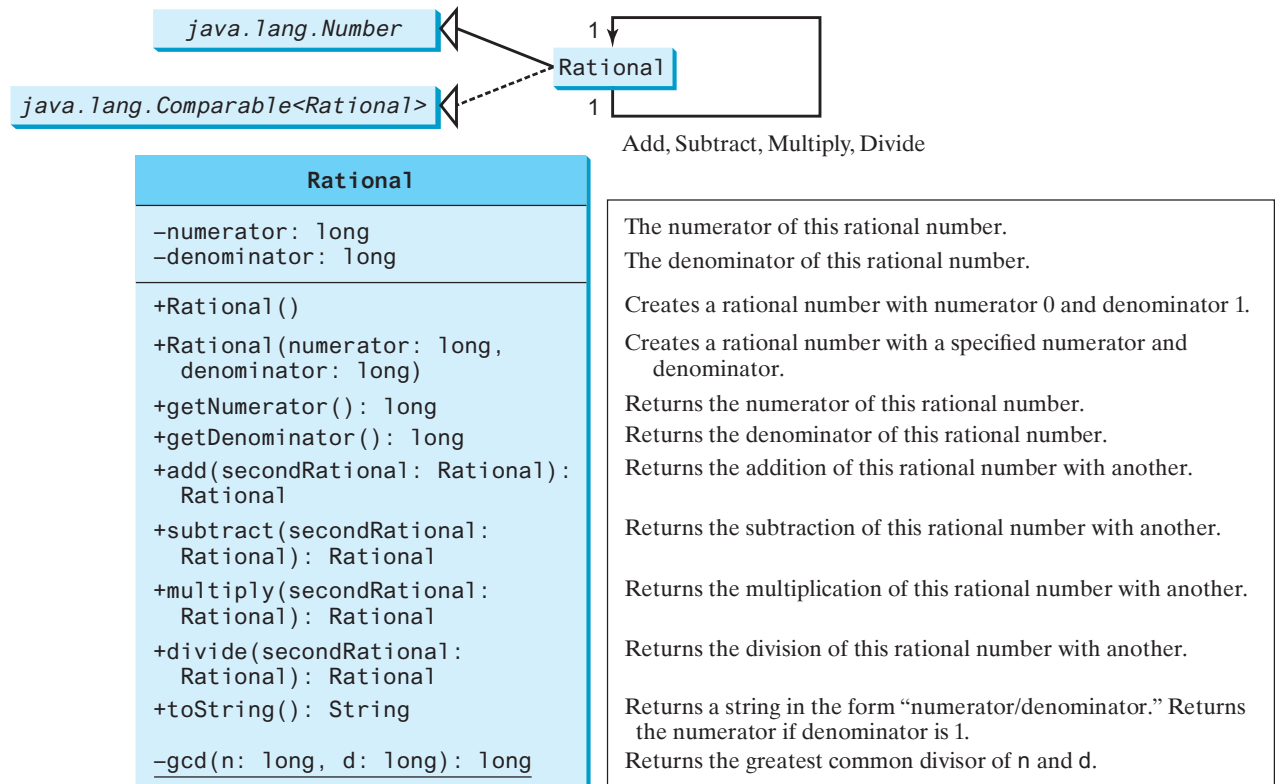 java.lang.Number
1
Rational
java.lang.Comparable<Rational>
1
Add, Subtract, Multiply, Divide
Rational
–numerator: long
The numerator of this rational number.
–denominator: long
The denominator of this rational number.
+Rational()
Creates a rational number with numerator 0 and denominator 1.
+Rational(numerator: long,
denominator: long)
Creates a rational number with a specified numerator and
denominator.
+getNumerator(): long
Returns the numerator of this rational number.
+getDenominator(): long
Returns the denominator of this rational number.
+add(secondRational: Rational):
Rational
Returns the addition of this rational number with another.
+subtract(secondRational:
Rational): Rational
Returns the subtraction of this rational number with another.
+multiply(secondRational:
Rational): Rational
Returns the multiplication of this rational number with another.
+divide(secondRational:
Rational): Rational
Returns the division of this rational number with another.
+toString(): String
Returns a string in the form “numerator/denominator.” Returns
the numerator if denominator is 1.
–gcd(n: long, d: long): long
Returns the greatest common divisor of n and d.